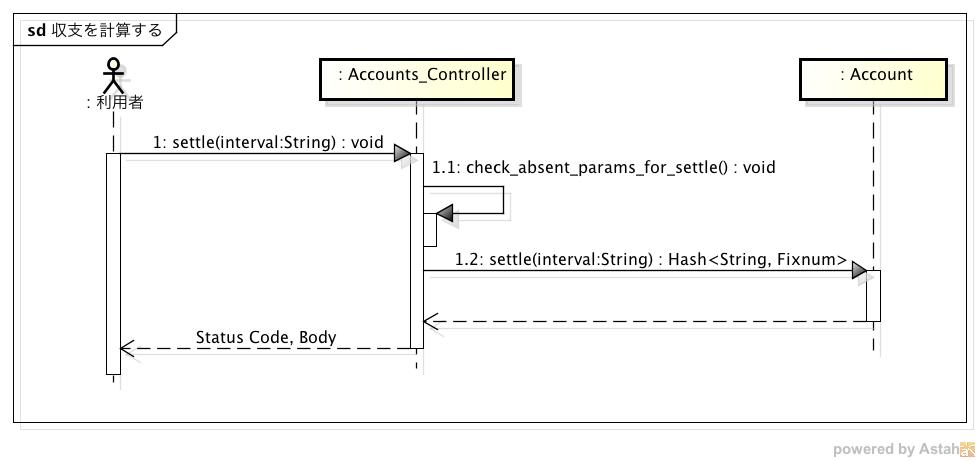 sd 収支を計算する
: 利用者
: Accounts_Controller
: Account
1: settle(interval:String) : void
1.1: check_absent_params_for_settle() : void
1.2: settle(interval:String) : Hash<String, Fixnum>
Status Code, Body
powered by Astah